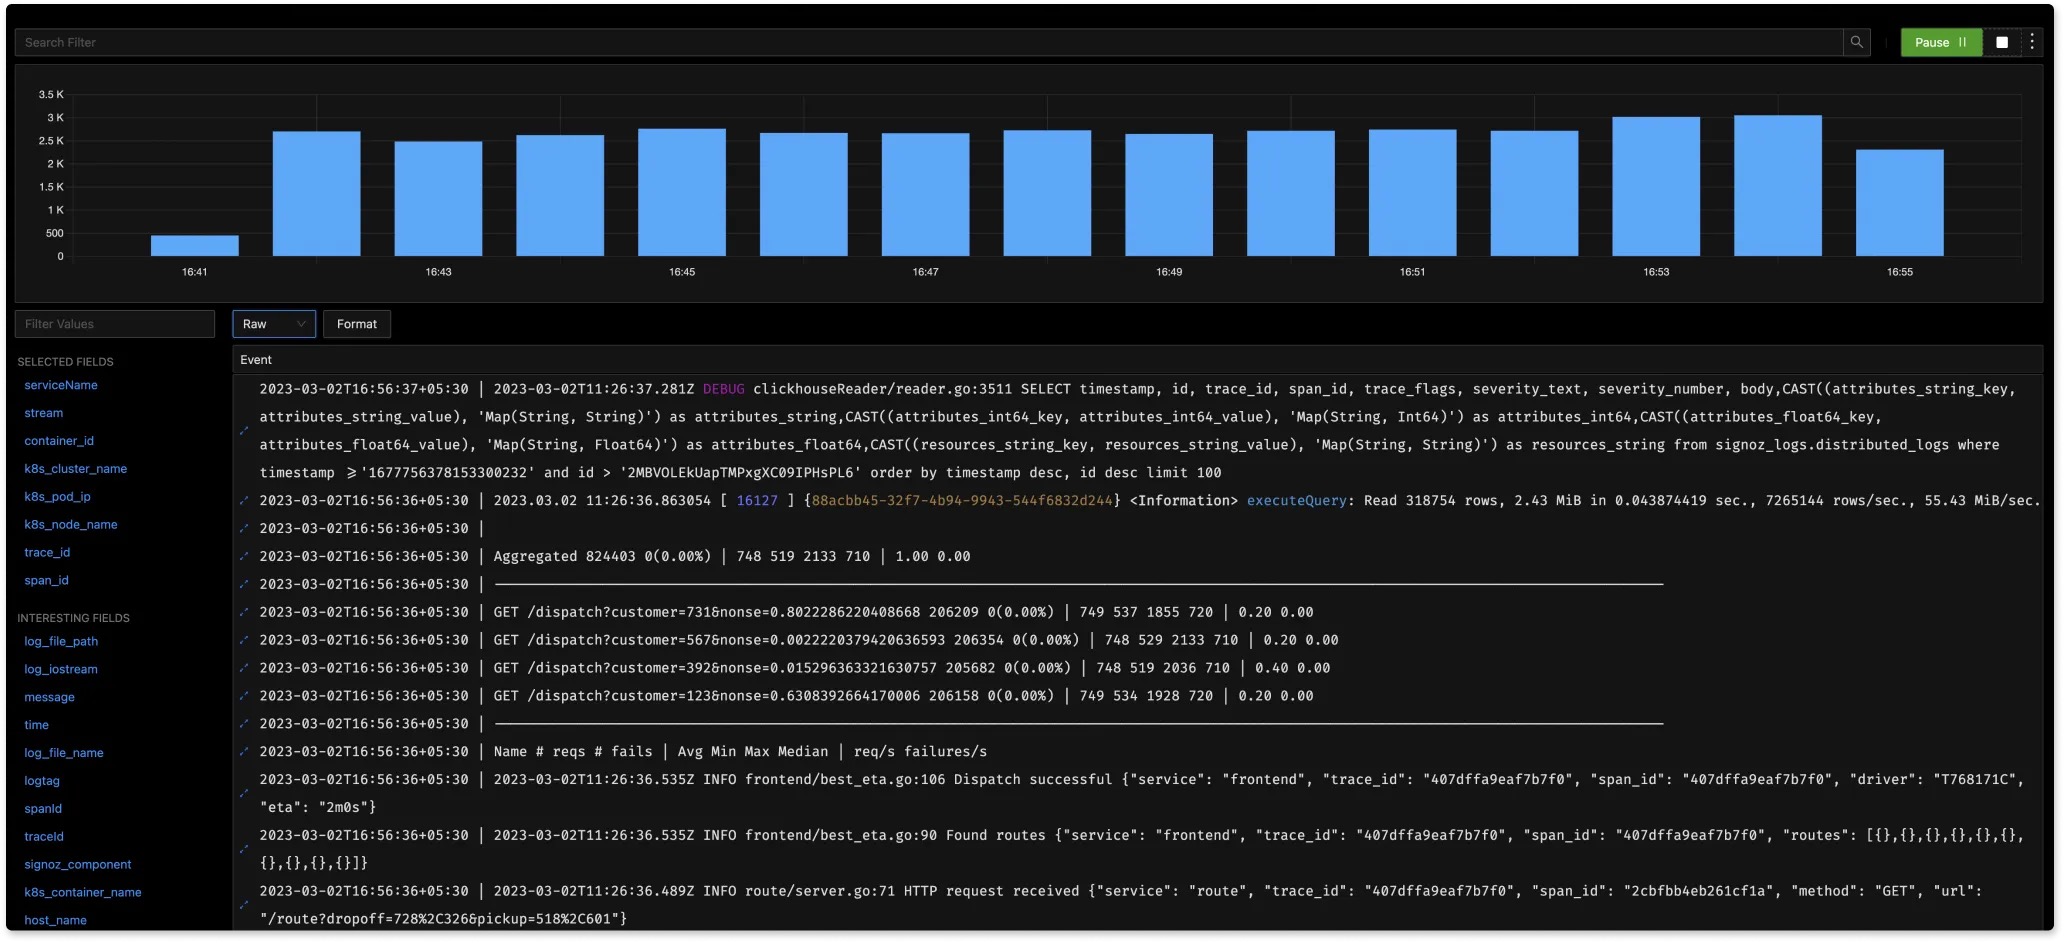 Search Filter
Pause
3.5 K
3 K
2.5 K
2 K
1.5 K
1 K
500
0
16:41 16:43 16:45 16:47 16:49 16:51 16:53 16:55
Filter Values
Raw
Format
SELECTED FIELDS
serviceName
stream
container_id
k8s_cluster_name
k8s_pod_ip
k8s_node_name
trace_id
span_id
INTERESTING FIELDS
log_file_path
log_iostream
message
time
log_file_name
logtag
spanId
traceId
signoz_component
k8s_container_name
host_name
Event
2023-03-02T16:56:37+05:30 | 2023-03-02T11:26:37.281Z DEBUG clickhouseReader/reader.go:3511 SELECT timestamp, id, trace_id, span_id, trace_flags, severity_text, severity_number, body,CAST((attributes_string_key,
attributes_string_value), 'Map(String, String)') as attributes_string,CAST((attributes_int64_key, attributes_int64_value), 'Map(String, Int64)') as attributes_int64,CAST((attributes_float64_key,
attributes_float64_value), 'Map(String, Float64)') as attributes_float64,CAST((resources_string_key, resources_string_value), 'Map(String, String)') as resources_string from signoz_logs.distributed_logs where
timestamp >='1677756378153300232' and id > '2MBVOLEkUapTMPxgXC09IPHsPL6' order by timestamp desc, id desc limit 100
2023-03-02T16:56:36+05:30 | 2023.03.02 11:26:36.863054 [ 16127 ] {88acbb45-32f7-4b94-9943-544f6832d244} <Information> executeQuery: Read 318754 rows, 2.43 MiB in 0.043874419 sec., 7265144 rows/sec., 55.43 MiB/sec.
2023-03-02T16:56:36+05:30 |
2023-03-02T16:56:36+05:30 | Aggregated 824403 0(0.00%) | 748 519 2133 710 | 1.00 0.00
2023-03-02T16:56:36+05:30 |
2023-03-02T16:56:36+05:30 | GET /dispatch?customer=731&nonse=0.8022286220408668 206209 0(0.00%) | 749 537 1855 720 | 0.20 0.00
2023-03-02T16:56:36+05:30 | GET /dispatch?customer=567&nonse=0.0022220379420636593 206354 0(0.00%) | 748 529 2133 710 | 0.20 0.00
2023-03-02T16:56:36+05:30 | GET /dispatch?customer=392&nonse=0.015296363321630757 205682 0(0.00%) | 748 519 2036 710 | 0.40 0.00
2023-03-02T16:56:36+05:30 | GET /dispatch?customer=123&nonse=0.6308392664170006 206158 0(0.00%) | 749 534 1928 720 | 0.20 0.00
2023-03-02T16:56:36+05:30 |
2023-03-02T16:56:36+05:30 | Name # reqs # fails | Avg Min Max Median | req/s failures/s
2023-03-02T16:56:36+05:30 | 2023-03-02T11:26:36.535Z INFO frontend/best_eta.go:106 Dispatch successful {"service": "frontend", "trace_id": "407dffa9eaf7b7f0", "span_id": "407dffa9eaf7b7f0", "driver": "T768171C",
"eta": "2m0s"}
2023-03-02T16:56:36+05:30 | 2023-03-02T11:26:36.535Z INFO frontend/best_eta.go:90 Found routes {"service": "frontend", "trace_id": "407dffa9eaf7b7f0", "span_id": "407dffa9eaf7b7f0", "routes": [{},{},{},{},{},{},
{},{},{},{}]}
2023-03-02T16:56:36+05:30 | 2023-03-02T11:26:36.489Z INFO route/server.go:71 HTTP request received {"service": "route", "trace_id": "407dffa9eaf7b7f0", "span_id": "2cbfbb4eb261cf1a", "method": "GET", "url":
"/route?dropoff=728%2C326&pickup=518%2C601"}